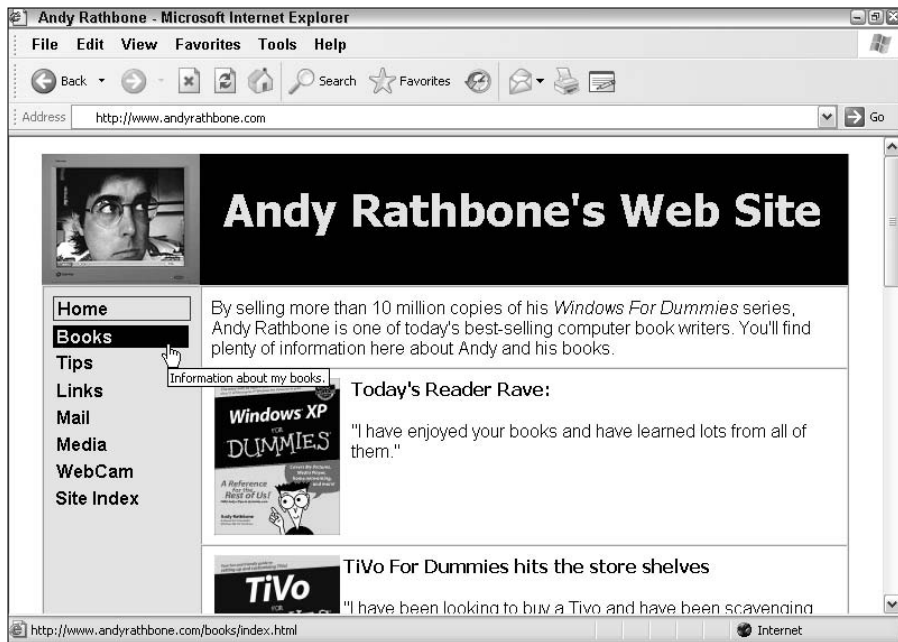 Andy Rathbone - Microsoft Internet Explorer
File Edit View Favorites Tools Help
Back Search Favorites
Address http://www.andyrathbone.com Go
Andy Rathbone's Web Site
Home
Books
Tips
Links
Mail
Media
WebCam
Site Index
Information about my books.
By selling more than 10 million copies of his Windows For Dummies series,
Andy Rathbone is one of today's best-selling computer book writers. You'll find
plenty of information here about Andy and his books.
Windows XP
FOR
DUMMIES
A Reference
for the
Rest of Us!
Andy Rathbone
Today's Reader Rave:
"I have enjoyed your books and have learned lots from all of
them."
TiVo
TiVo For Dummies hits the store shelves
"I have been looking to buy a Tivo and have been scavenging
http://www.andyrathbone.com/books/index.html Internet